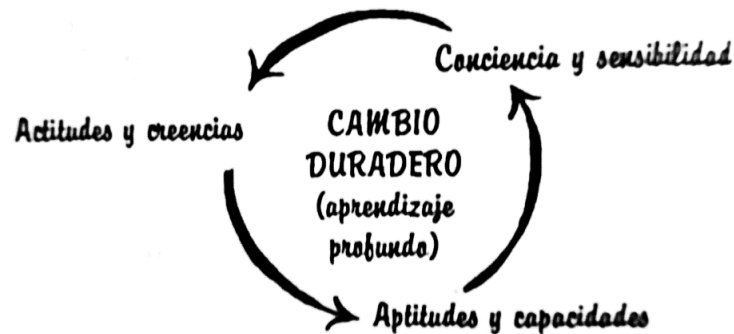 Conciencia y sensibilidad
Actitudes y creencias
CAMBIO
DURADERO
(aprendizaje
profundo)
Aptitudes y capacidades